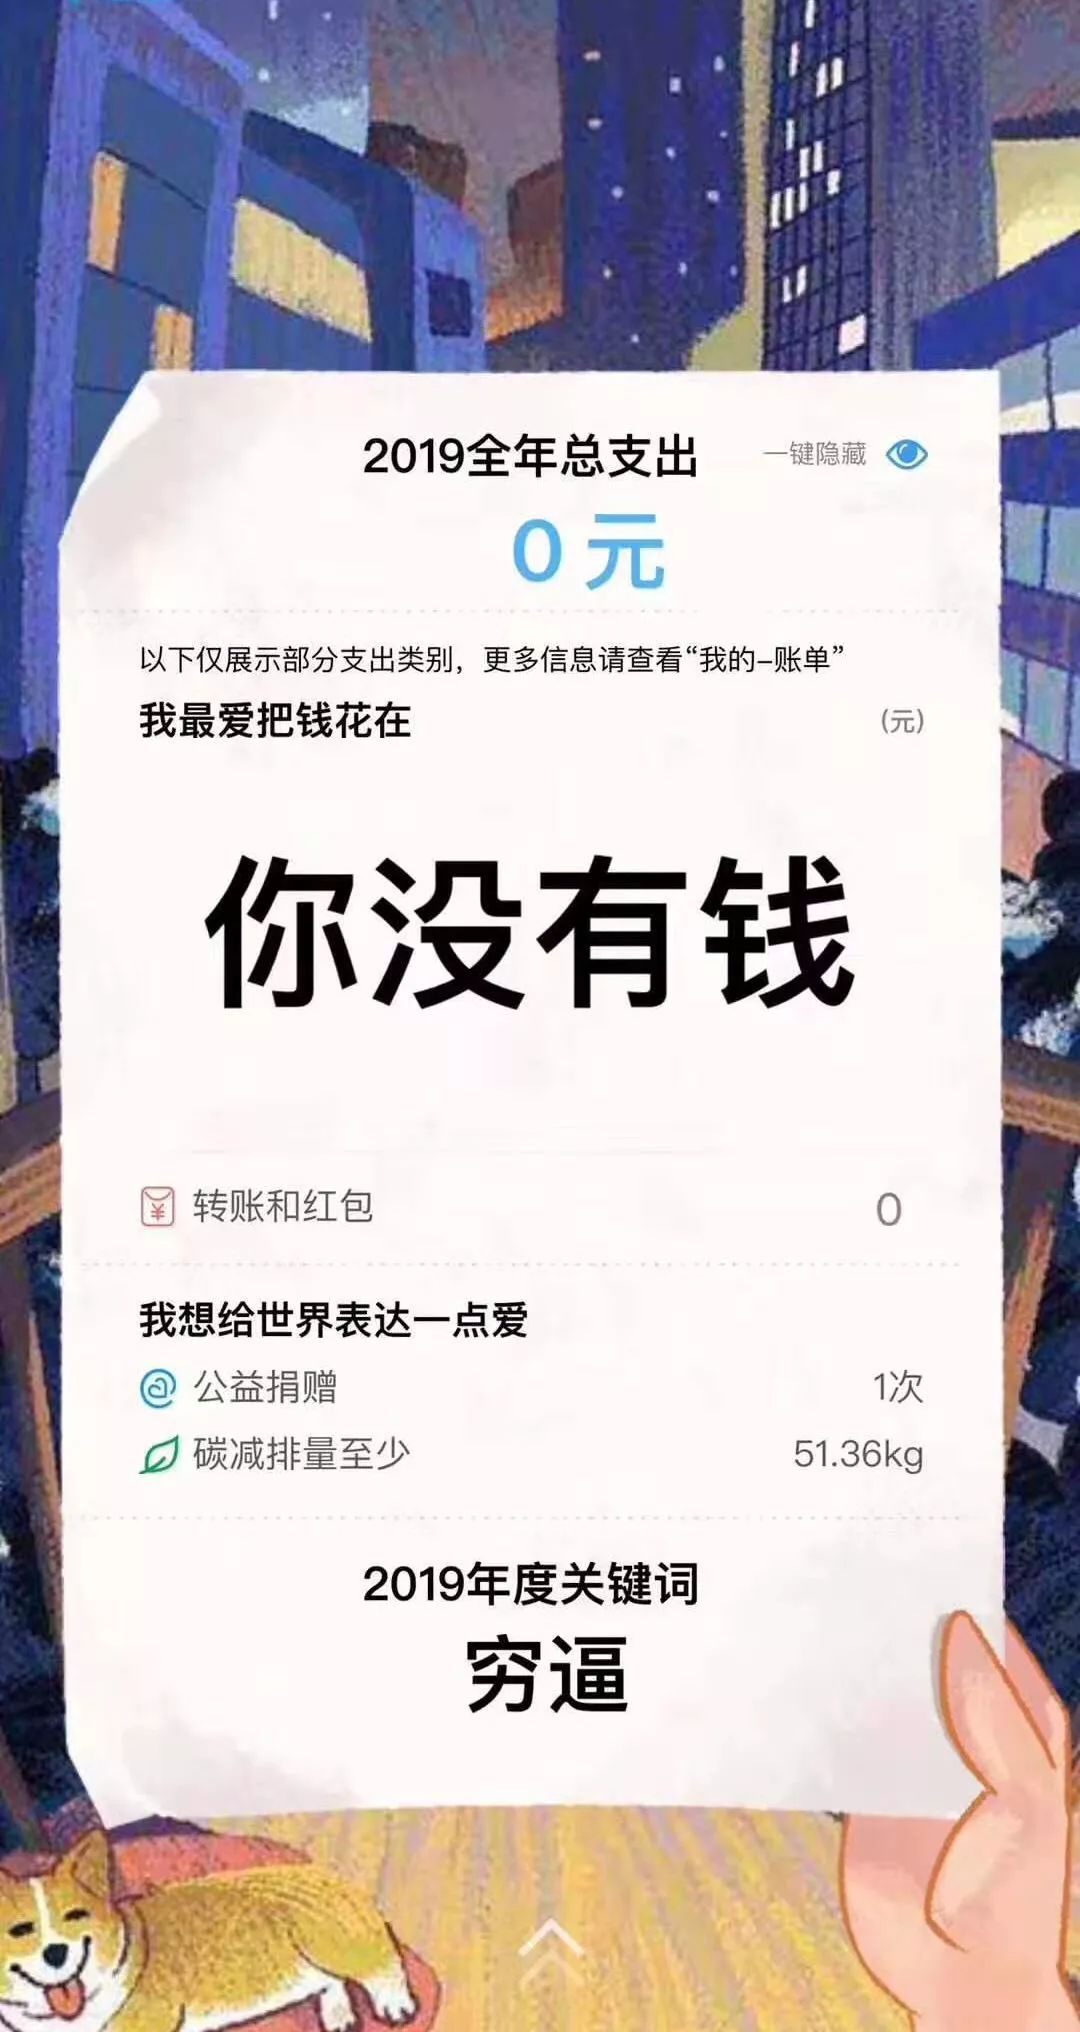 2019全年总支出 一键隐藏
0 元
以下仅展示部分支出类别，更多信息请查看“我的-账单”
我最爱把钱花在 (元)
你没有钱
转账和红包 0
我想给世界表达一点爱
公益捐赠 1次
碳减排量至少 51.36kg
2019年度关键词
穷逼